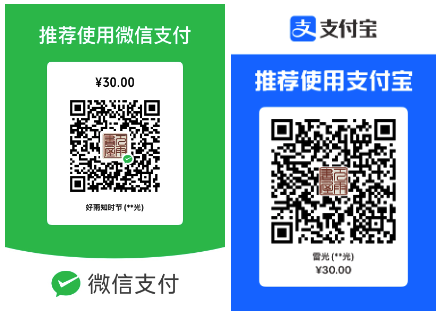 推荐使用微信支付
¥30.00
好雨知时节 (**光)
微信支付
支付宝
推荐使用支付宝
雷光 (**光)
¥30.00